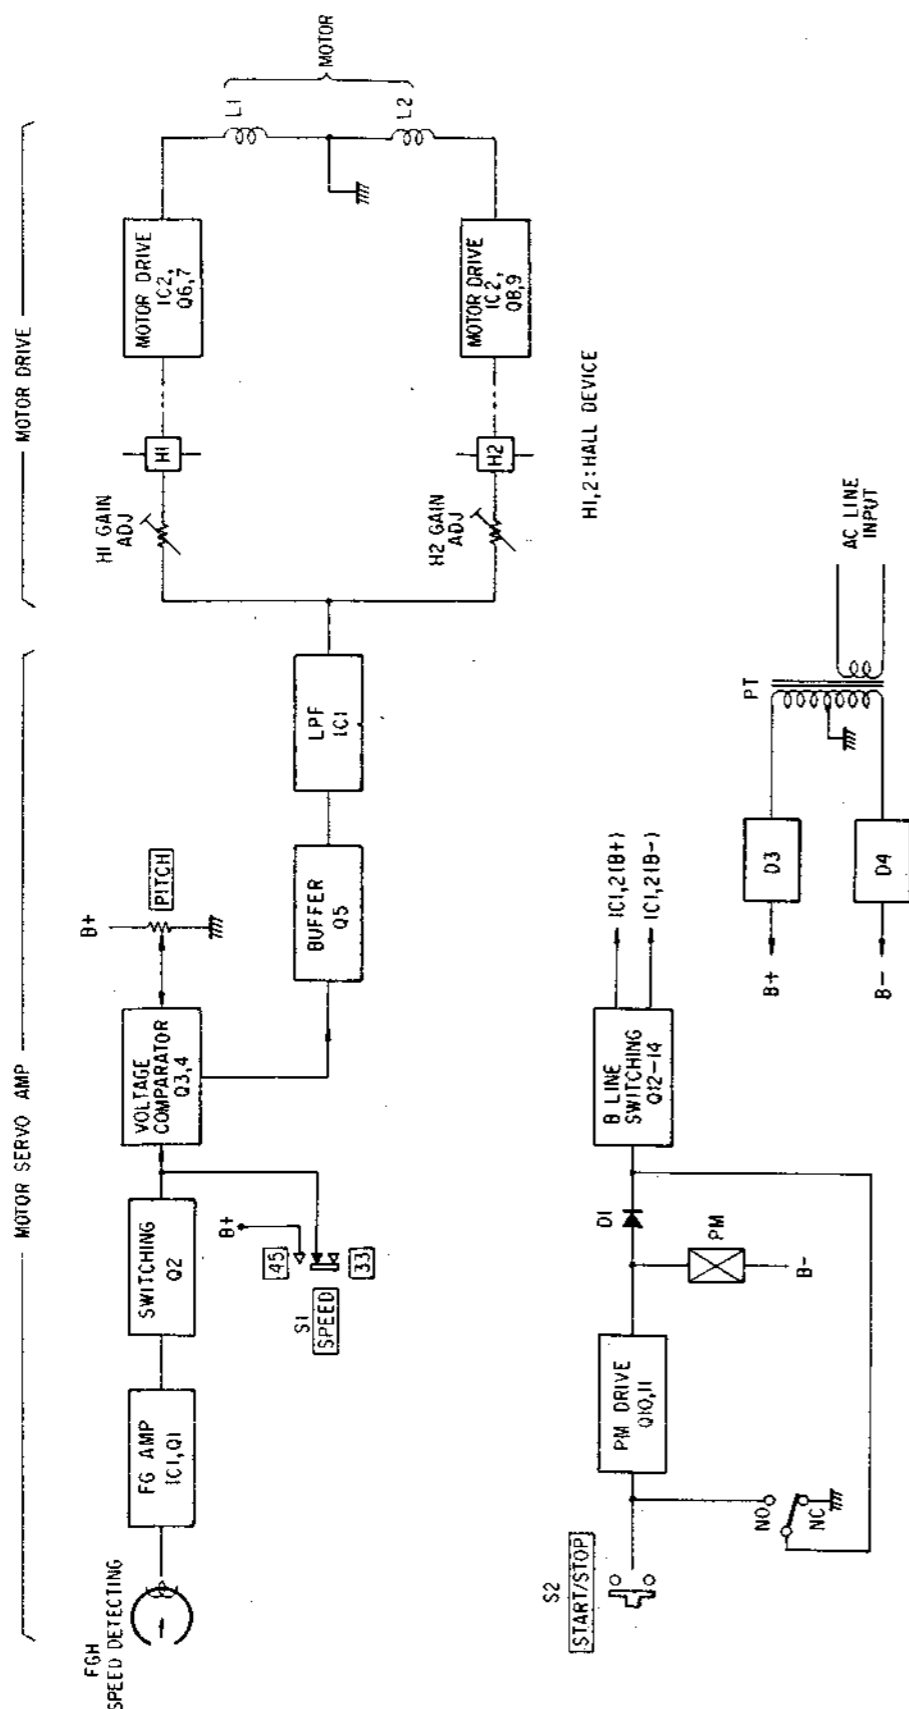 MOTOR SERVO AMP
MOTOR DRIVE
FGH
SPEED DETECTING
FG AMP
IC1,Q1
SWITCHING
Q2
VOLTAGE
COMPARATOR
Q3,4
B+
PITCH
B+
45
33
S1
SPEED
BUFFER
Q5
LPF
IC1
H1 GAIN
ADJ
H1
MOTOR DRIVE
IC2,
Q6,7
L1
MOTOR
L2
H2 GAIN
ADJ
H2
MOTOR DRIVE
IC2,
Q8,9
H1,2:HALL DEVICE
S2
START/STOP
PM DRIVE
Q10,11
NO
NC
D1
PM
B-
B LINE
SWITCHING
Q12-14
IC1,2(B+)
IC1,2(B-)
B+
D3
B-
D4
PT
AC LINE
INPUT